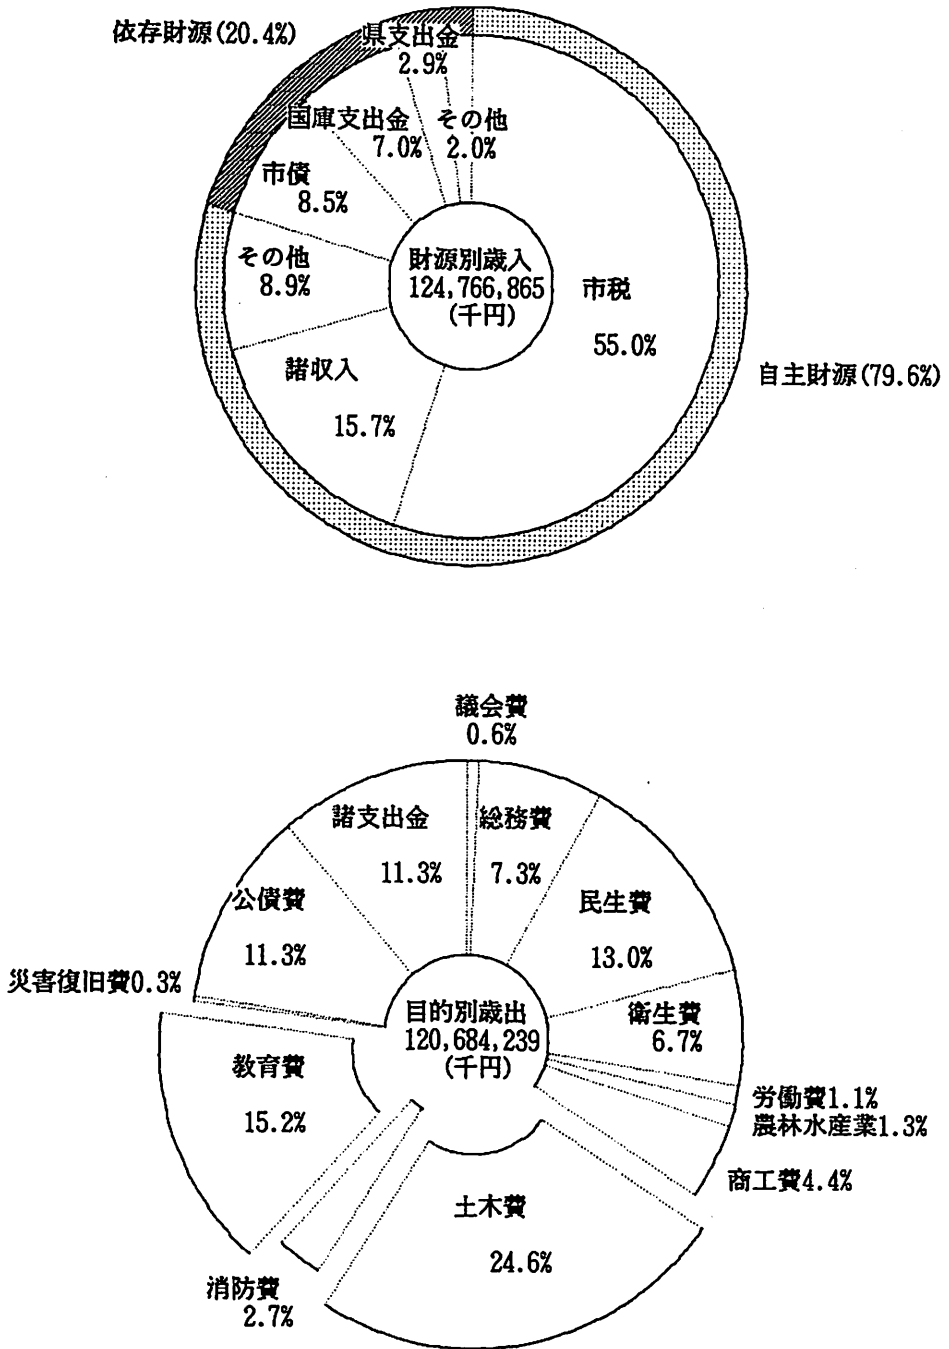 依存財源(20.4%)
県支出金
2.9%
国庫支出金
7.0%
その他
2.0%
市債
8.5%
その他
8.9%
財源別歳入
124,766,865
(千円)
市税
55.0%
諸収入
15.7%
自主財源(79.6%)
議会費
0.6%
諸支出金
11.3%
総務費
7.3%
公債費
11.3%
民生費
13.0%
災害復旧費0.3%
目的別歳出
120,684,239
(千円)
衛生費
6.7%
教育費
15.2%
労働費1.1%
農林水産業1.3%
商工費4.4%
土木費
24.6%
消防費
2.7%